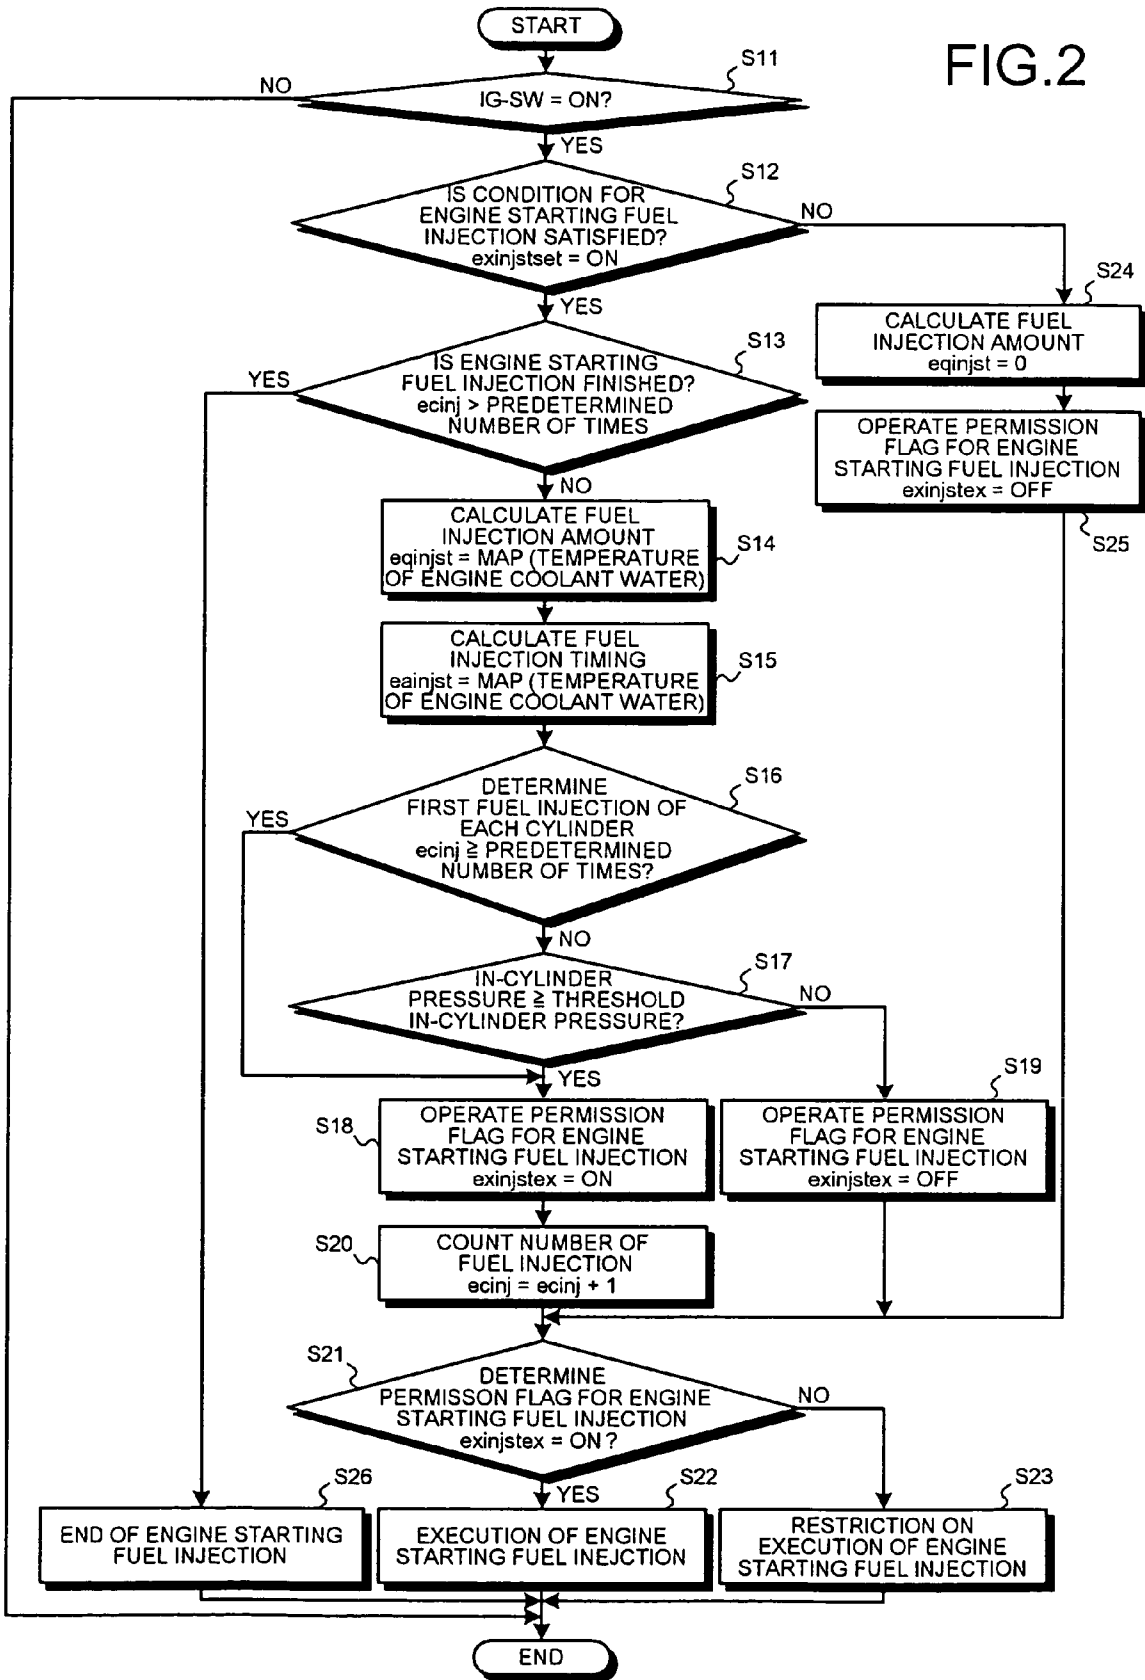 START
FIG.2
S11
NO
IG-SW = ON?
YES
S12
IS CONDITION FOR
ENGINE STARTING FUEL
INJECTION SATISFIED?
exinjstset = ON
NO
YES
S24
CALCULATE FUEL
INJECTION AMOUNT
eqinjst = 0
S13
IS ENGINE STARTING
FUEL INJECTION FINISHED?
ecinj > PREDETERMINED
NUMBER OF TIMES
YES
NO
OPERATE PERMISSION
FLAG FOR ENGINE
STARTING FUEL INJECTION
exinjstex = OFF
S25
CALCULATE FUEL
INJECTION AMOUNT
eqinjst = MAP (TEMPERATURE
OF ENGINE COOLANT WATER)
S14
CALCULATE FUEL
INJECTION TIMING
eainjst = MAP (TEMPERATURE
OF ENGINE COOLANT WATER)
S15
S16
DETERMINE
FIRST FUEL INJECTION OF
EACH CYLINDER
ecinj ≧ PREDETERMINED
NUMBER OF TIMES?
YES
NO
S17
IN-CYLINDER
PRESSURE ≧ THRESHOLD
IN-CYLINDER PRESSURE?
NO
YES
S18
OPERATE PERMISSION
FLAG FOR ENGINE
STARTING FUEL INJECTION
exinjstex = ON
S19
OPERATE PERMISSION
FLAG FOR ENGINE
STARTING FUEL INJECTION
exinjstex = OFF
S20
COUNT NUMBER OF
FUEL INJECTION
ecinj = ecinj + 1
S21
DETERMINE
PERMISSON FLAG FOR ENGINE
STARTING FUEL INJECTION
exinjstex = ON ?
NO
YES
S26
END OF ENGINE STARTING
FUEL INJECTION
S22
EXECUTION OF ENGINE
STARTING FUEL INEJCTION
S23
RESTRICTION ON
EXECUTION OF ENGINE
STARTING FUEL INJECTION
END